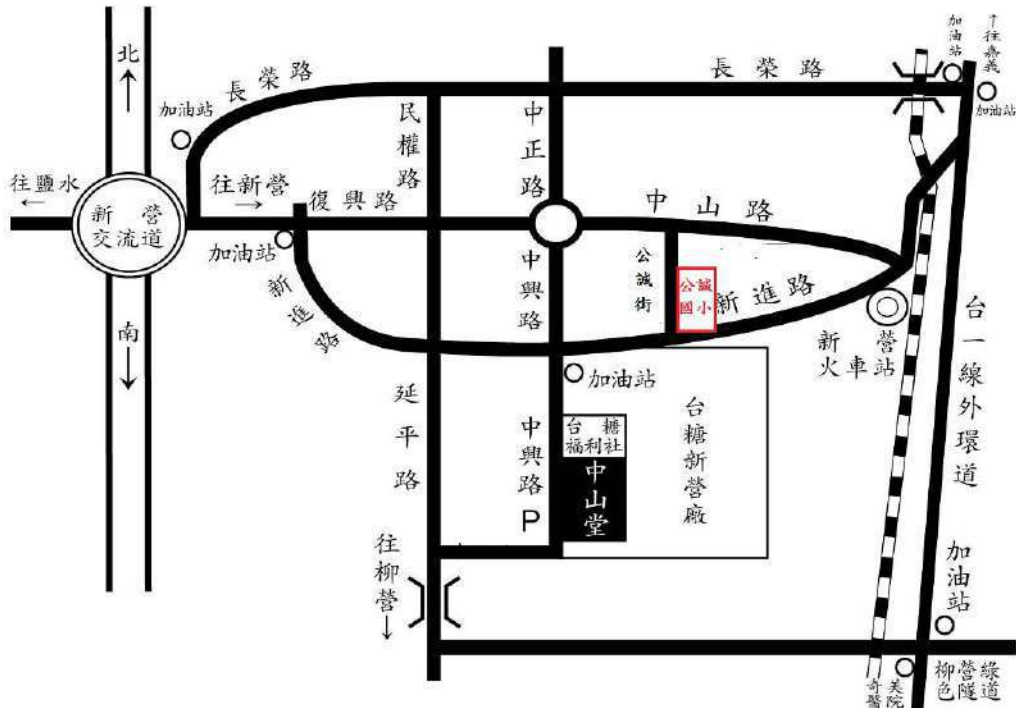 北
↑
長榮路
加油站
民權路
中正路
長榮路
加油站
↑往嘉義
加油站
往鹽水
←
新營
交流道
往新營
→
復興路
加油站
新進路
中山路
公誠街
公誠
國小
新進路
中興路
新營
火車站
台一線外環道
南
↓
延平路
加油站
中興路
P
台糖
福利社
中山堂
台糖新營廠
往柳營
↓
加油站
奇美
醫院
柳營綠
色隧道